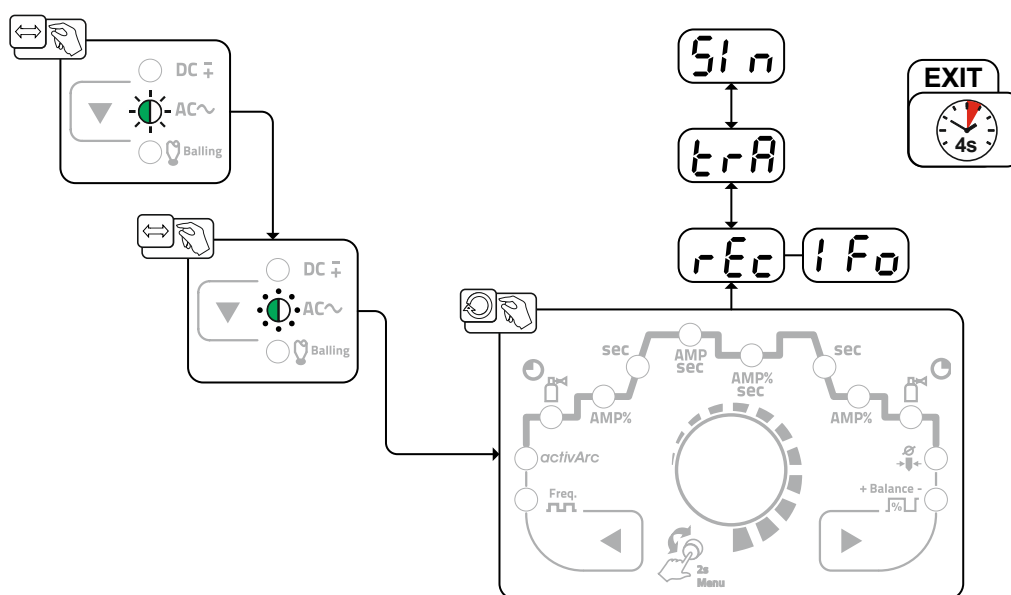 DC
AC
Balling
DC
AC
Balling
SIn
trA
rEc
IFo
EXIT
4s
sec
AMP
sec
AMP%
sec
sec
AMP%
AMP%
activArc
Freq.
+ Balance -
%
2s
Menu